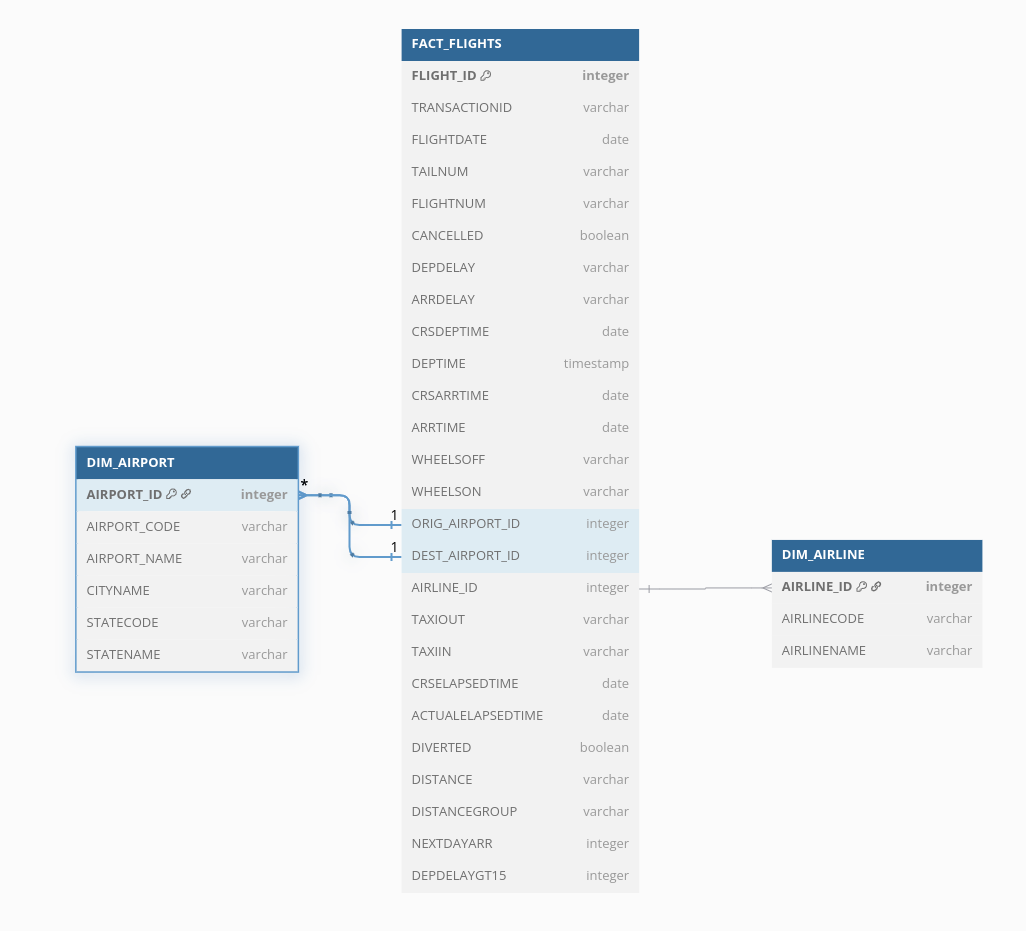 FACT_FLIGHTS
FLIGHT_ID integer
TRANSACTIONID varchar
FLIGHTDATE date
TAILNUM varchar
FLIGHTNUM varchar
CANCELLED boolean
DEPDELAY varchar
ARRDELAY varchar
CRSDEPTIME date
DEPTIME timestamp
CRSARRTIME date
ARRTIME date
WHEELSOFF varchar
WHEELSON varchar
ORIG_AIRPORT_ID integer
DEST_AIRPORT_ID integer
AIRLINE_ID integer
TAXIOUT varchar
TAXIIN varchar
CRSELAPSEDTIME date
ACTUALELAPSEDTIME date
DIVERTED boolean
DISTANCE varchar
DISTANCEGROUP varchar
NEXTDAYARR integer
DEPDELAYGT15 integer
DIM_AIRPORT
AIRPORT_ID integer
AIRPORT_CODE varchar
AIRPORT_NAME varchar
CITYNAME varchar
STATECODE varchar
STATENAME varchar
*
1
1
DIM_AIRLINE
AIRLINE_ID integer
AIRLINECODE varchar
AIRLINENAME varchar